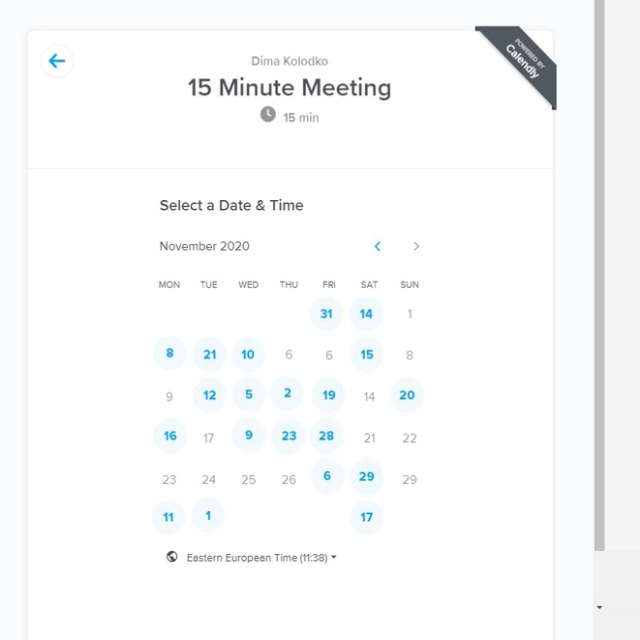 Dima Kolodko
15 Minute Meeting
15 min
POWERED BY
Calendly
Select a Date & Time
November 2020
MON TUE WED THU FRI SAT SUN
31 14 1
8 21 10 6 6 15 8
9 12 5 2 19 14 20
16 17 9 23 28 21 22
23 24 25 26 6 29 29
11 1 17
Eastern European Time (11:38)